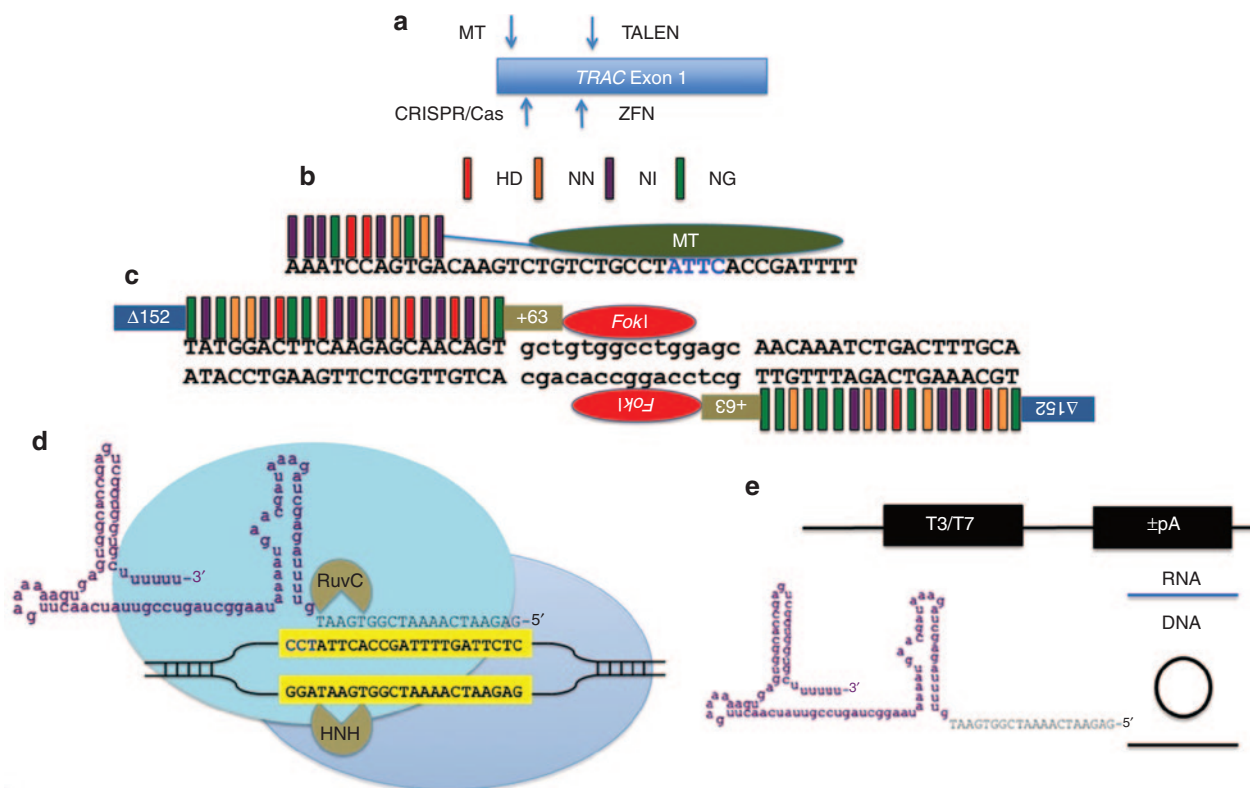 a
MT TALEN
TRAC Exon 1
CRISPR/Cas ZFN
b
HD NN NI NG
MT
AAATCCAGTGACAAGTCTGTCTGCCTATTCACCGATTTT
c
Δ152 +63 FokI
TATGGACTTCAAGAGCAACAGT gctgtggcctggagc AACAAATCTGACTTTGCA
ATACCTGAAGTTCTCGTTGTCA cgacaccggacctcg TTGTTTAGACTGAAACGT
FokI +63 Δ152
d
RuvC
uuuuu-3′
TAAGTGGCTAAAACTAAGAG-5′
CCTATTCACCGATTTTGATTCTC
GGATAAGTGGCTAAAACTAAGAG
HNH
e
T3/T7 ±pA
RNA
DNA
uuuuu-3′
TAAGTGGCTAAAACTAAGAG-5′